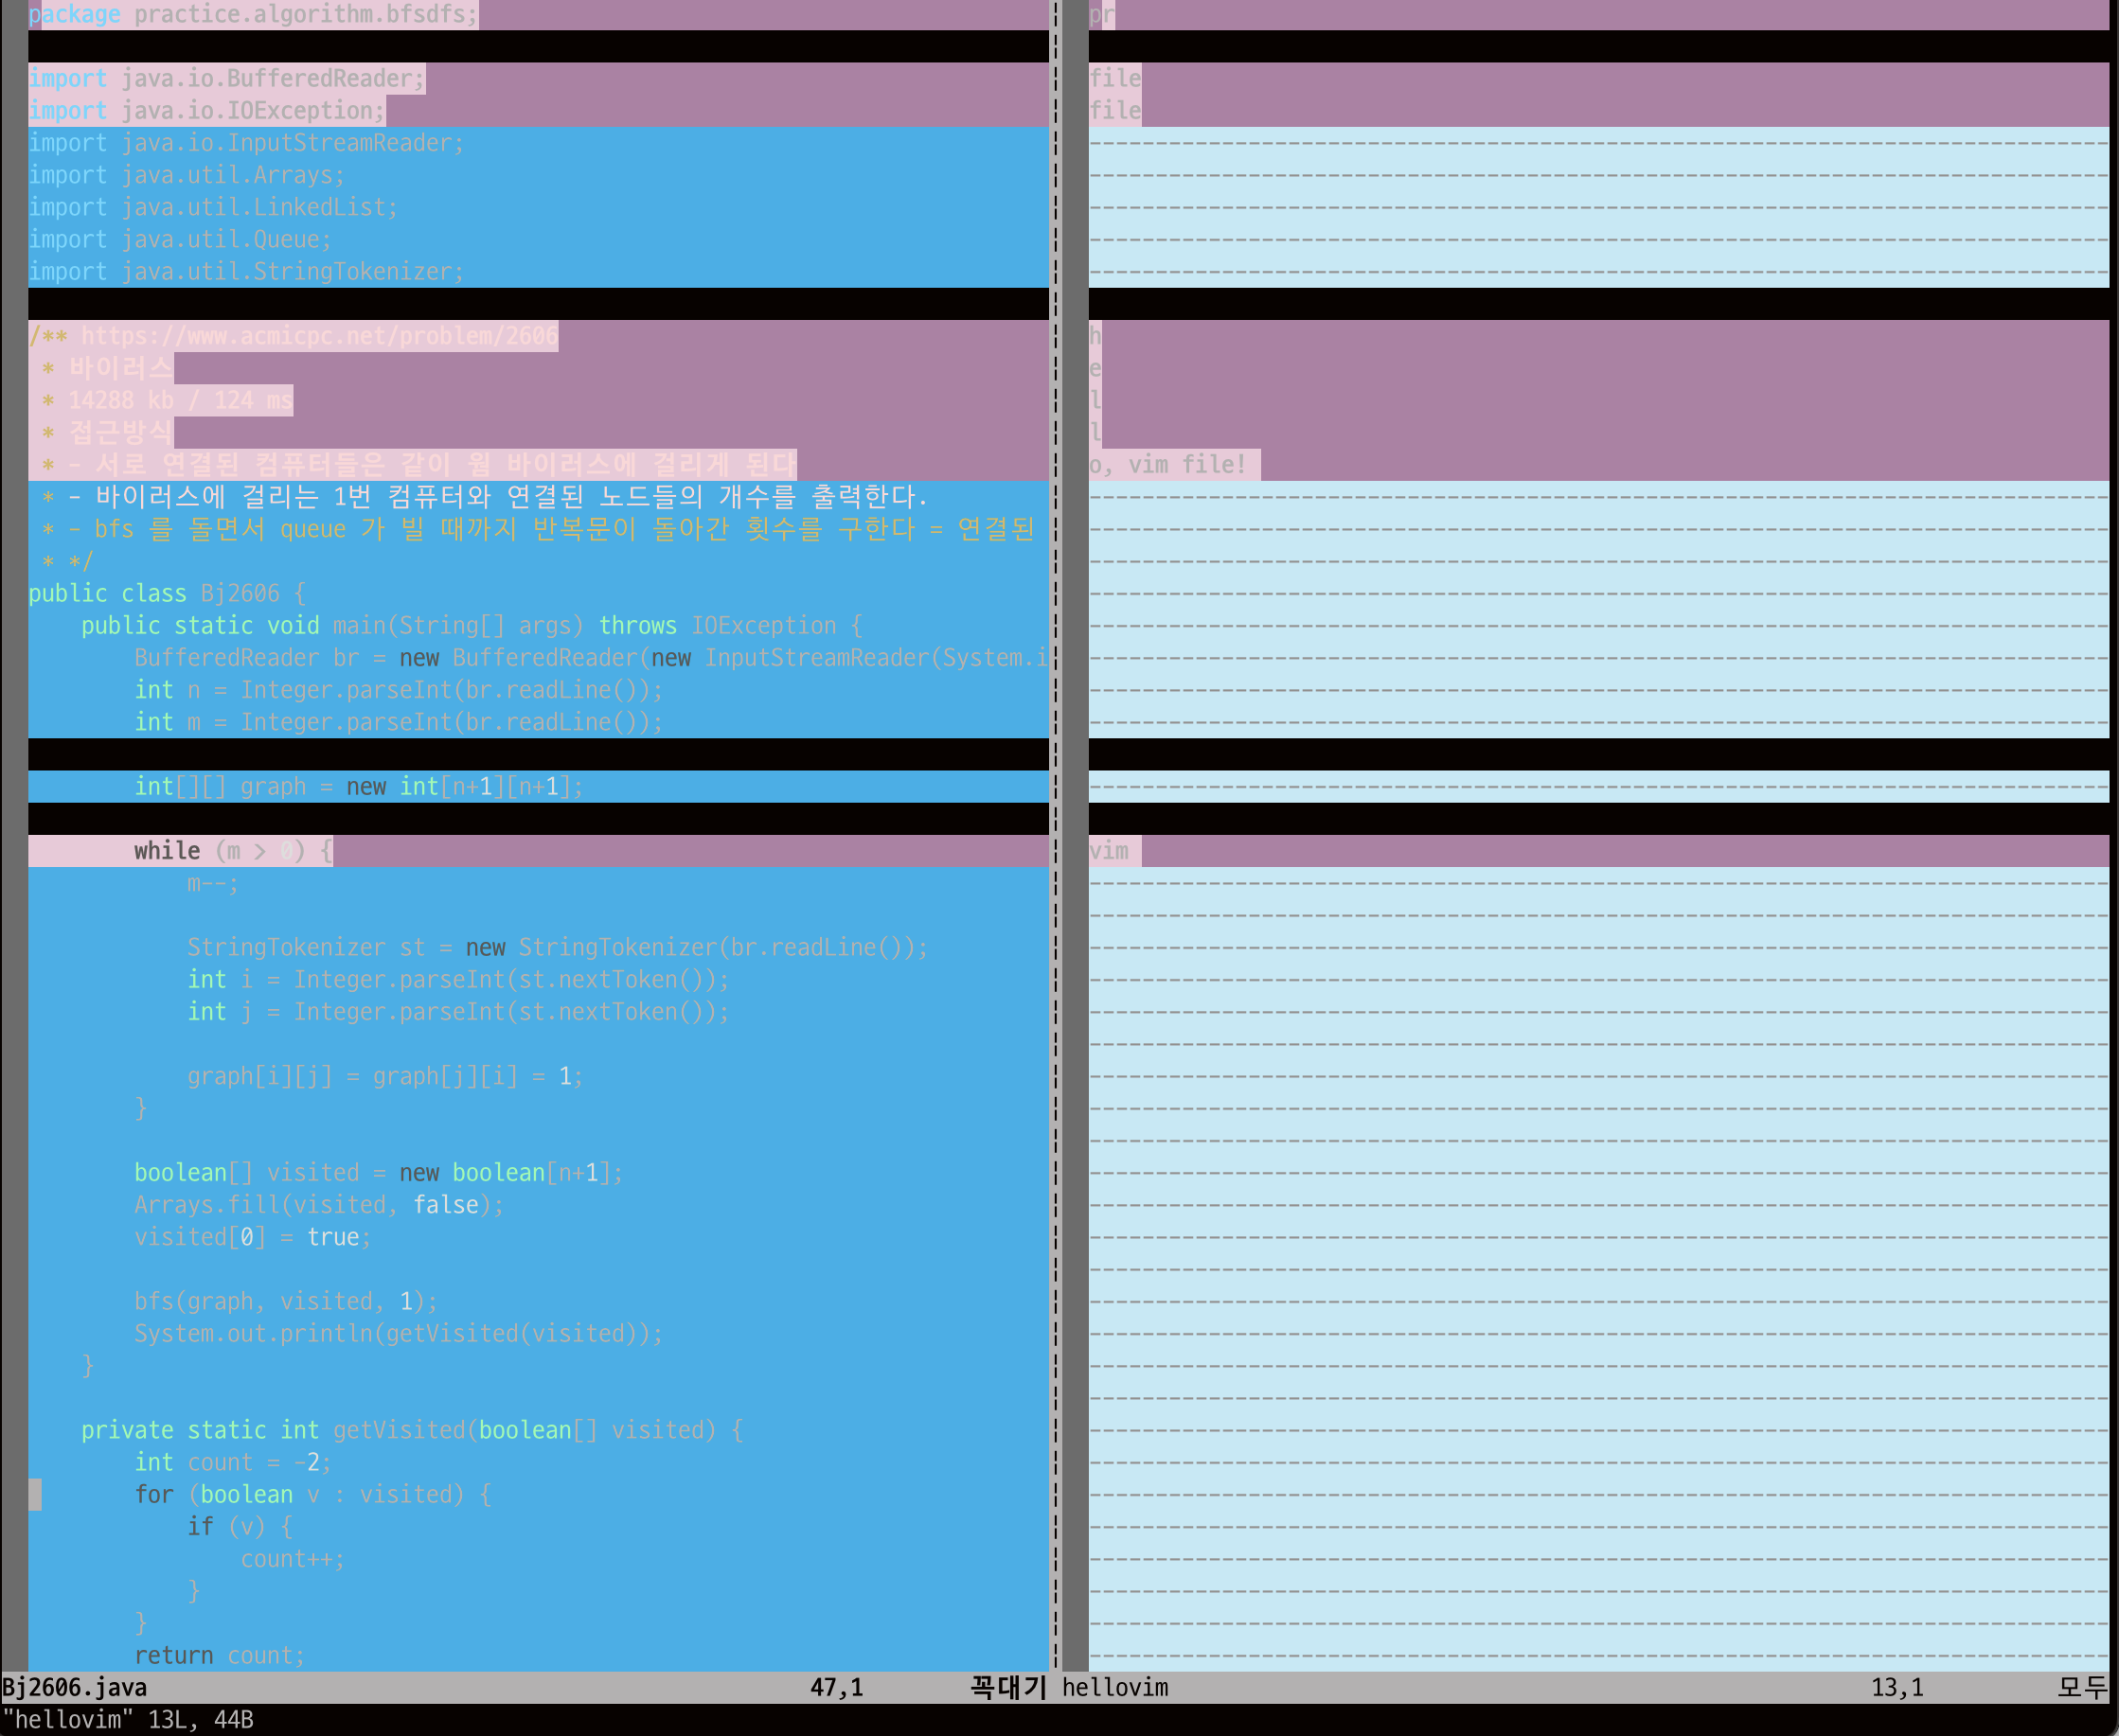 package practice.algorithm.bfsdfs;
import java.io.BufferedReader;
import java.io.IOException;
import java.io.InputStreamReader;
import java.util.Arrays;
import java.util.LinkedList;
import java.util.Queue;
import java.util.StringTokenizer;
/** https://www.acmicpc.net/problem/2606
 * 바이러스
 * 14288 kb / 124 ms
 * 접근방식
 * - 서로 연결된 컴퓨터들은 같이 웜 바이러스에 걸리게 된다
 * - 바이러스에 걸리는 1번 컴퓨터와 연결된 노드들의 개수를 출력한다.
 * - bfs 를 돌면서 queue 가 빌 때까지 반복문이 돌아간 횟수를 구한다 = 연결된
 * */
public class Bj2606 {
    public static void main(String[] args) throws IOException {
        BufferedReader br = new BufferedReader(new InputStreamReader(System.i
        int n = Integer.parseInt(br.readLine());
        int m = Integer.parseInt(br.readLine());
        int[][] graph = new int[n+1][n+1];
        while (m > 0) {
            m--;
            StringTokenizer st = new StringTokenizer(br.readLine());
            int i = Integer.parseInt(st.nextToken());
            int j = Integer.parseInt(st.nextToken());
            graph[i][j] = graph[j][i] = 1;
        }
        boolean[] visited = new boolean[n+1];
        Arrays.fill(visited, false);
        visited[0] = true;
        bfs(graph, visited, 1);
        System.out.println(getVisited(visited));
    }
    private static int getVisited(boolean[] visited) {
        int count = -2;
        for (boolean v : visited) {
            if (v) {
                count++;
            }
        }
        return count;
Bj2606.java 47,1 꼭대기
pr
file
file
h
e
l
l
o, vim file!
vim
hellovim 13,1 모두
"hellovim" 13L, 44B